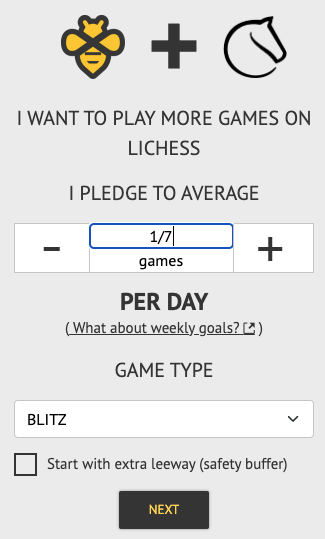 I WANT TO PLAY MORE GAMES ON
LICHESS
I PLEDGE TO AVERAGE
- 1/7 +
games
PER DAY
( What about weekly goals? )
GAME TYPE
BLITZ
Start with extra leeway (safety buffer)
NEXT